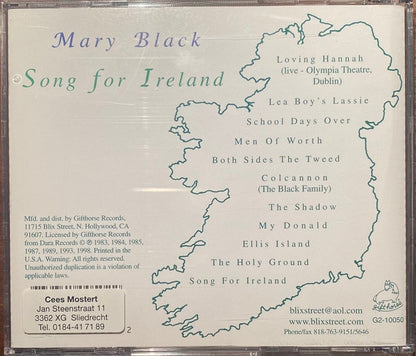 Mary Black
Song for Ireland
Loving Hannah
(live - Olympia Theatre,
Dublin)
Lea Boy's Lassie
School Days Over
Men Of Worth
Both Sides The Tweed
Colcannon
(The Black Family)
The Shadow
My Donald
Ellis Island
The Holy Ground
Song For Ireland
Mfd. and dist. by Gifthorse Records,
11715 Blix Street, N. Hollywood, CA
91607. Licensed by Gifthorse Records
from Dara Records © ℗ 1983, 1984, 1985,
1987, 1989, 1993, 1998. Printed in the
U.S.A. Warning: All rights reserved.
Unauthorized duplication is a violation of
applicable laws.
Cees Mostert
Jan Steenstraat 11
3362 XG Sliedrecht
Tel. 0184-41 71 89
2
blixstreet@aol.com
www.blixstreet.com
Phone/fax 818-763-9151/5646
G2-10050